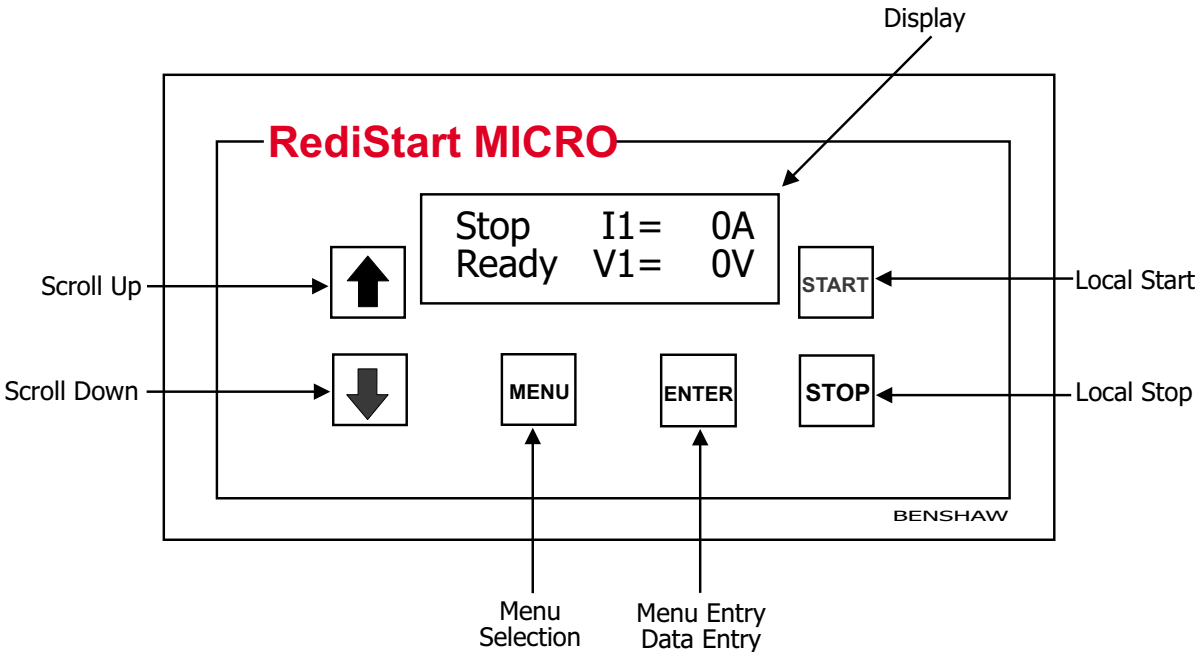 Display
RediStart MICRO
Stop I1= 0A
Ready V1= 0V
Scroll Up
START
Local Start
Scroll Down
MENU
ENTER
STOP
Local Stop
BENSHAW
Menu
Selection
Menu Entry
Data Entry